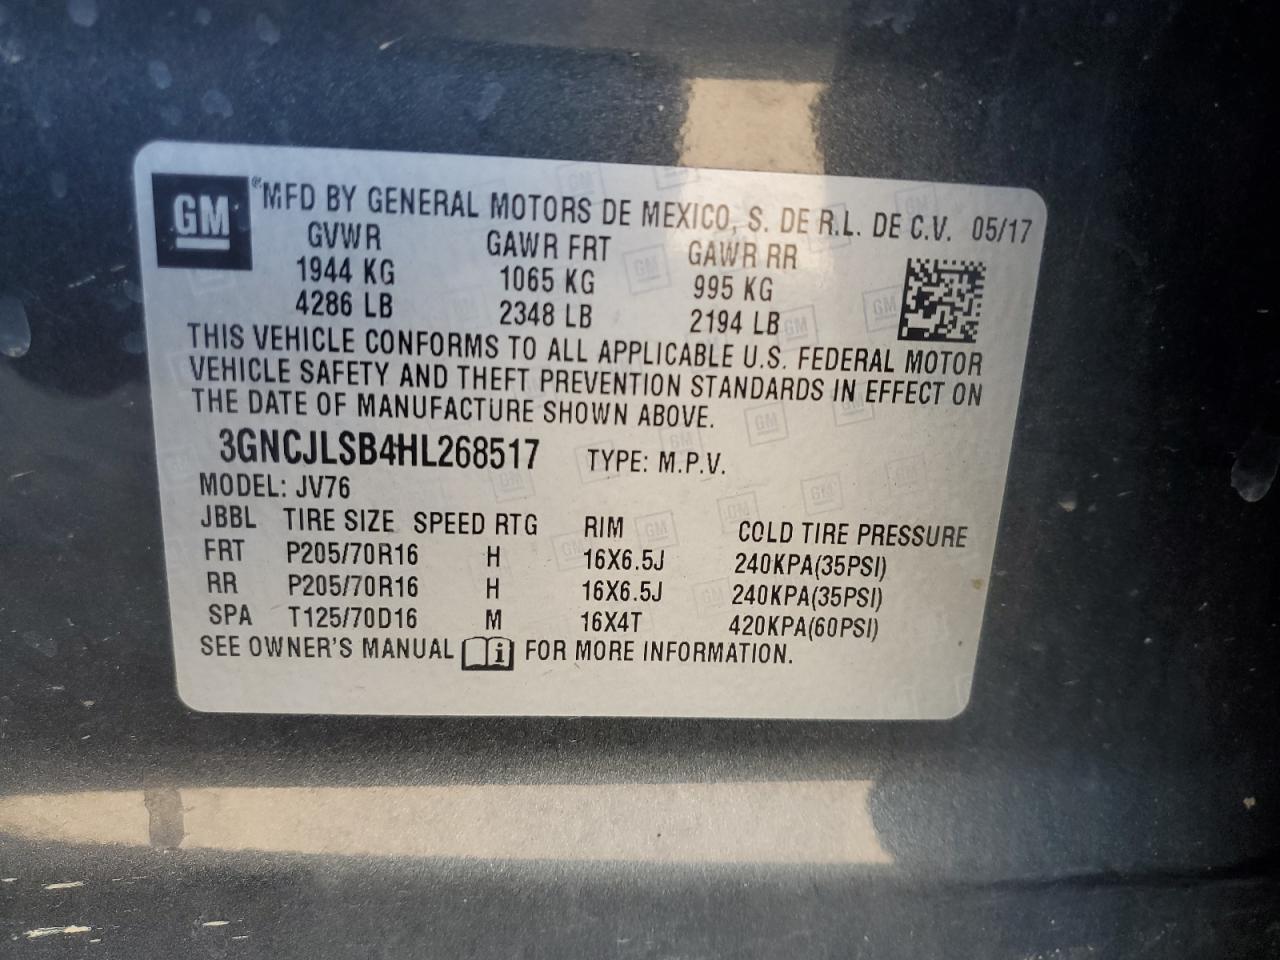 GM ®MFD BY GENERAL MOTORS DE MEXICO, S. DE R.L. DE C.V. 05/17
GVWR GAWR FRT GAWR RR
1944 KG 1065 KG 995 KG
4286 LB 2348 LB 2194 LB
THIS VEHICLE CONFORMS TO ALL APPLICABLE U.S. FEDERAL MOTOR
VEHICLE SAFETY AND THEFT PREVENTION STANDARDS IN EFFECT ON
THE DATE OF MANUFACTURE SHOWN ABOVE.
3GNCJLSB4HL268517 TYPE: M.P.V.
MODEL: JV76
JBBL TIRE SIZE SPEED RTG RIM COLD TIRE PRESSURE
FRT P205/70R16 H 16X6.5J 240KPA(35PSI)
RR P205/70R16 H 16X6.5J 240KPA(35PSI)
SPA T125/70D16 M 16X4T 420KPA(60PSI)
SEE OWNER'S MANUAL i FOR MORE INFORMATION.